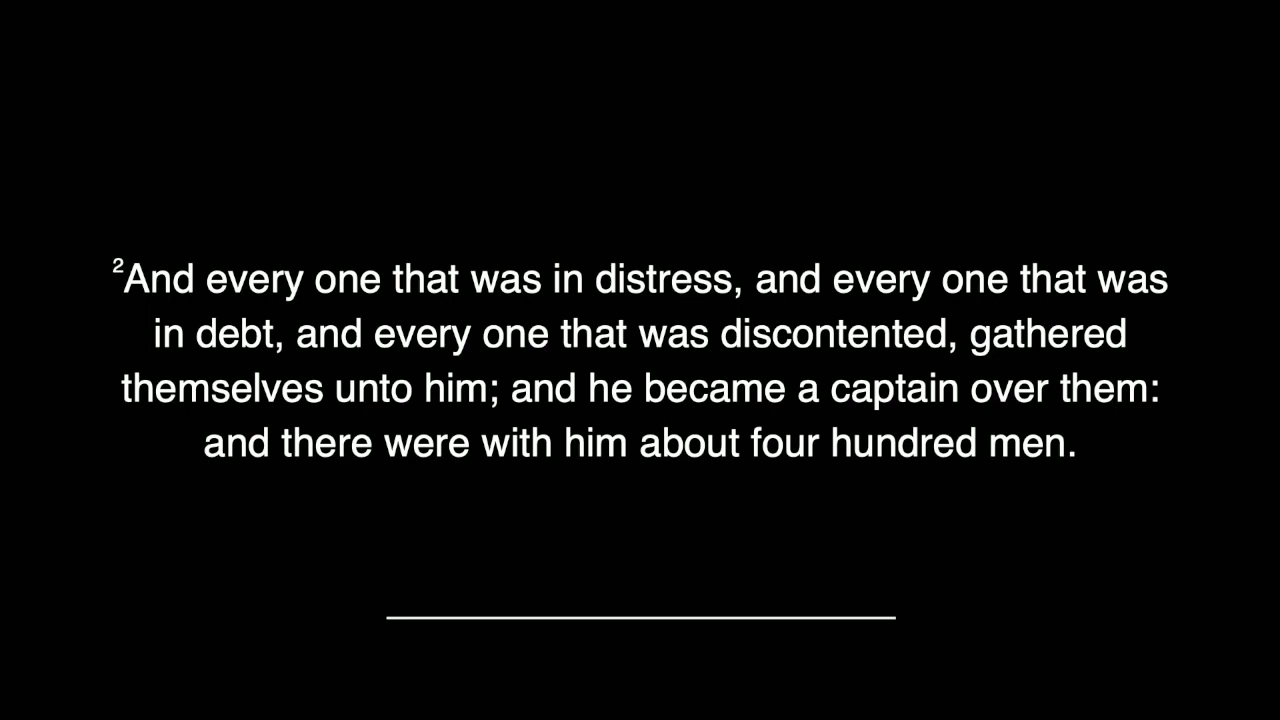 ²And every one that was in distress, and every one that was
in debt, and every one that was discontented, gathered
themselves unto him; and he became a captain over them:
and there were with him about four hundred men.